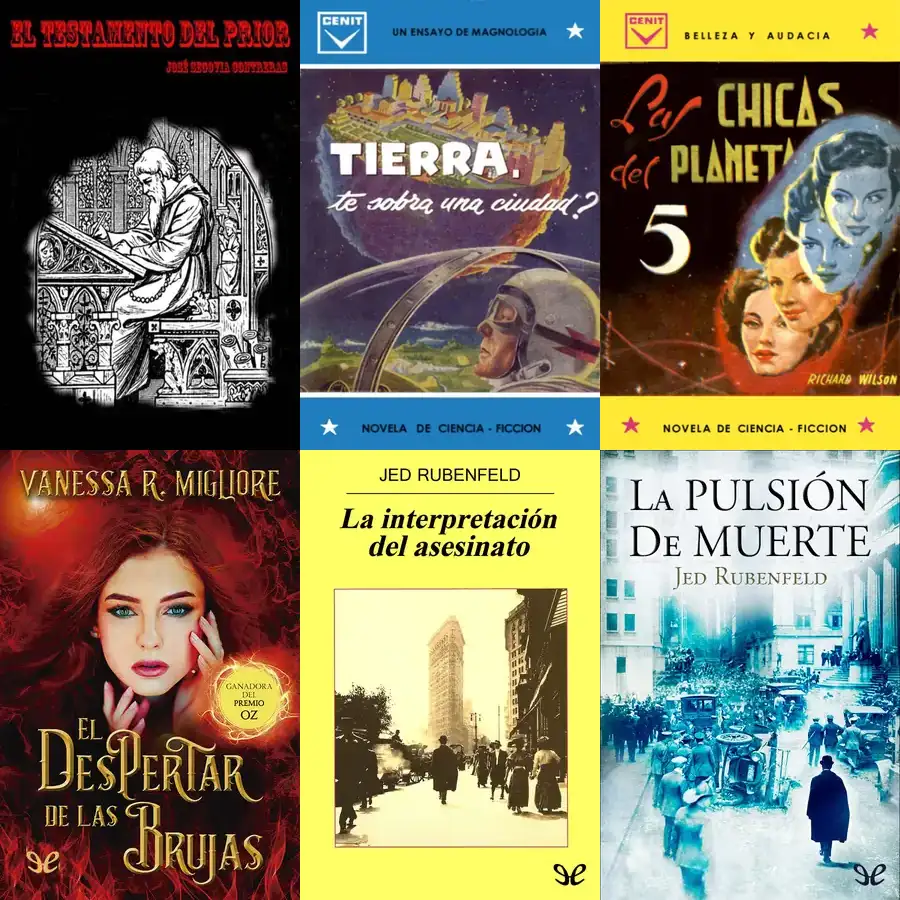 EL TESTAMENTO DEL PRIOR
JOSÉ SEGOVIA CONTRERAS
CENIT
UN ENSAYO DE MAGNOLOGIA
TIERRA,
te sobra una ciudad?
NOVELA DE CIENCIA - FICCION
CENIT
BELLEZA Y AUDACIA
Las CHICAS
del PLANETA
5
RICHARD WILSON
NOVELA DE CIENCIA - FICCION
VANESSA R. MIGLIORE
GANADORA
DEL
PREMIO
OZ
EL
DESPERTAR
DE LAS
BRUJAS
JED RUBENFELD
La interpretación
del asesinato
LA PULSIÓN
DE MUERTE
JED RUBENFELD